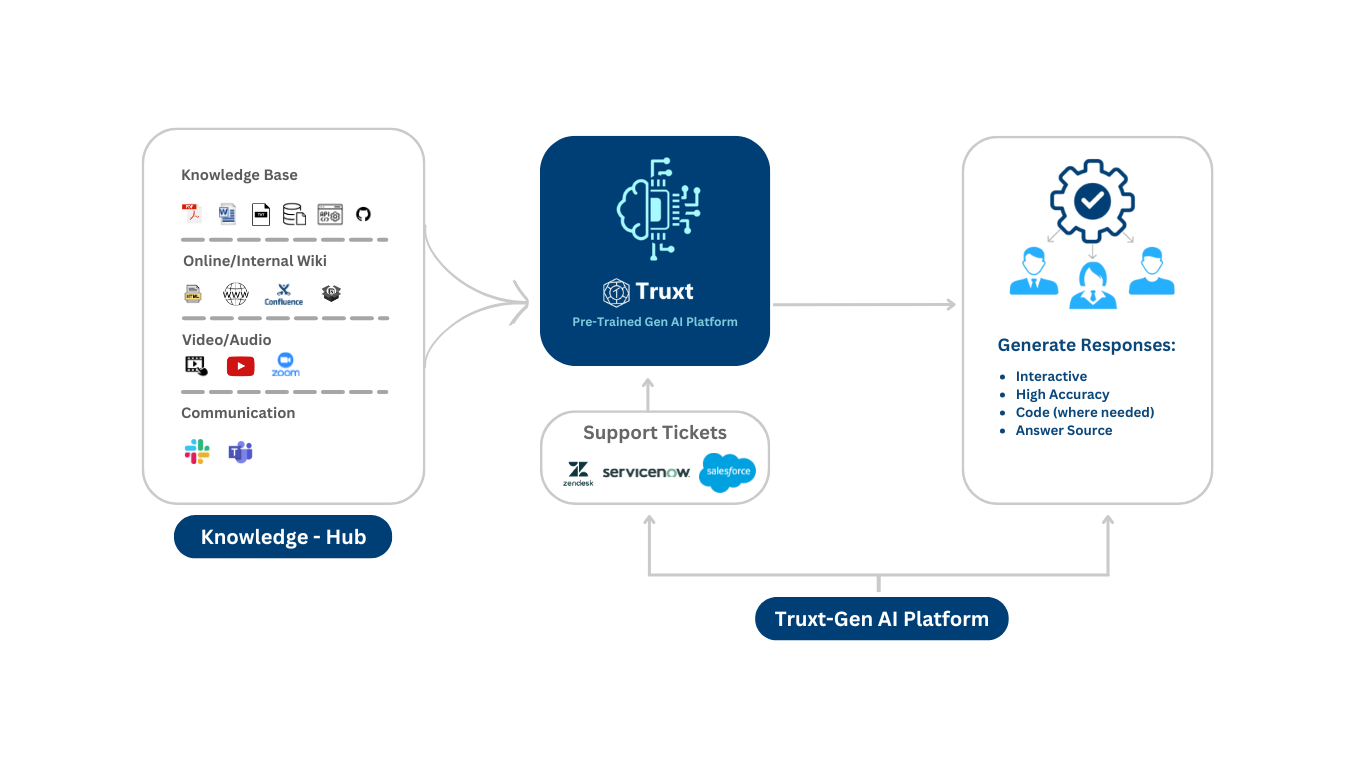 Knowledge Base
PDF
W
TXT
API
Online/Internal Wiki
HTML
WWW
Confluence
Video/Audio
zoom
Communication
T
Knowledge - Hub
Truxt
Pre-Trained Gen AI Platform
Support Tickets
zendesk
servicenow
salesforce
Generate Responses:
Interactive
High Accuracy
Code (where needed)
Answer Source
Truxt-Gen AI Platform